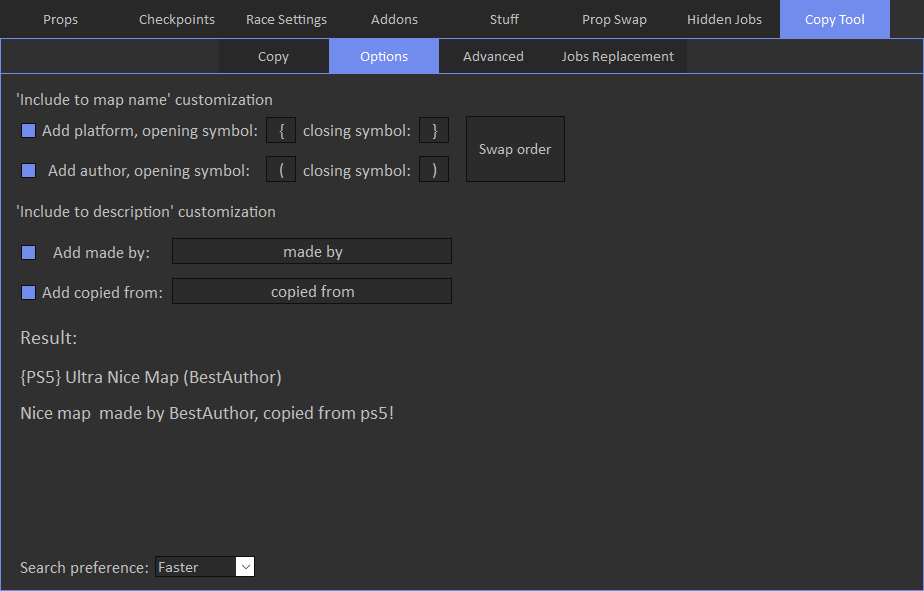 Props Checkpoints Race Settings Addons Stuff Prop Swap Hidden Jobs Copy Tool
Copy Options Advanced Jobs Replacement
'Include to map name' customization
Add platform, opening symbol: { closing symbol: }
Swap order
Add author, opening symbol: ( closing symbol: )
'Include to description' customization
Add made by: made by
Add copied from: copied from
Result:
{PS5} Ultra Nice Map (BestAuthor)
Nice map  made by BestAuthor, copied from ps5!
Search preference: Faster